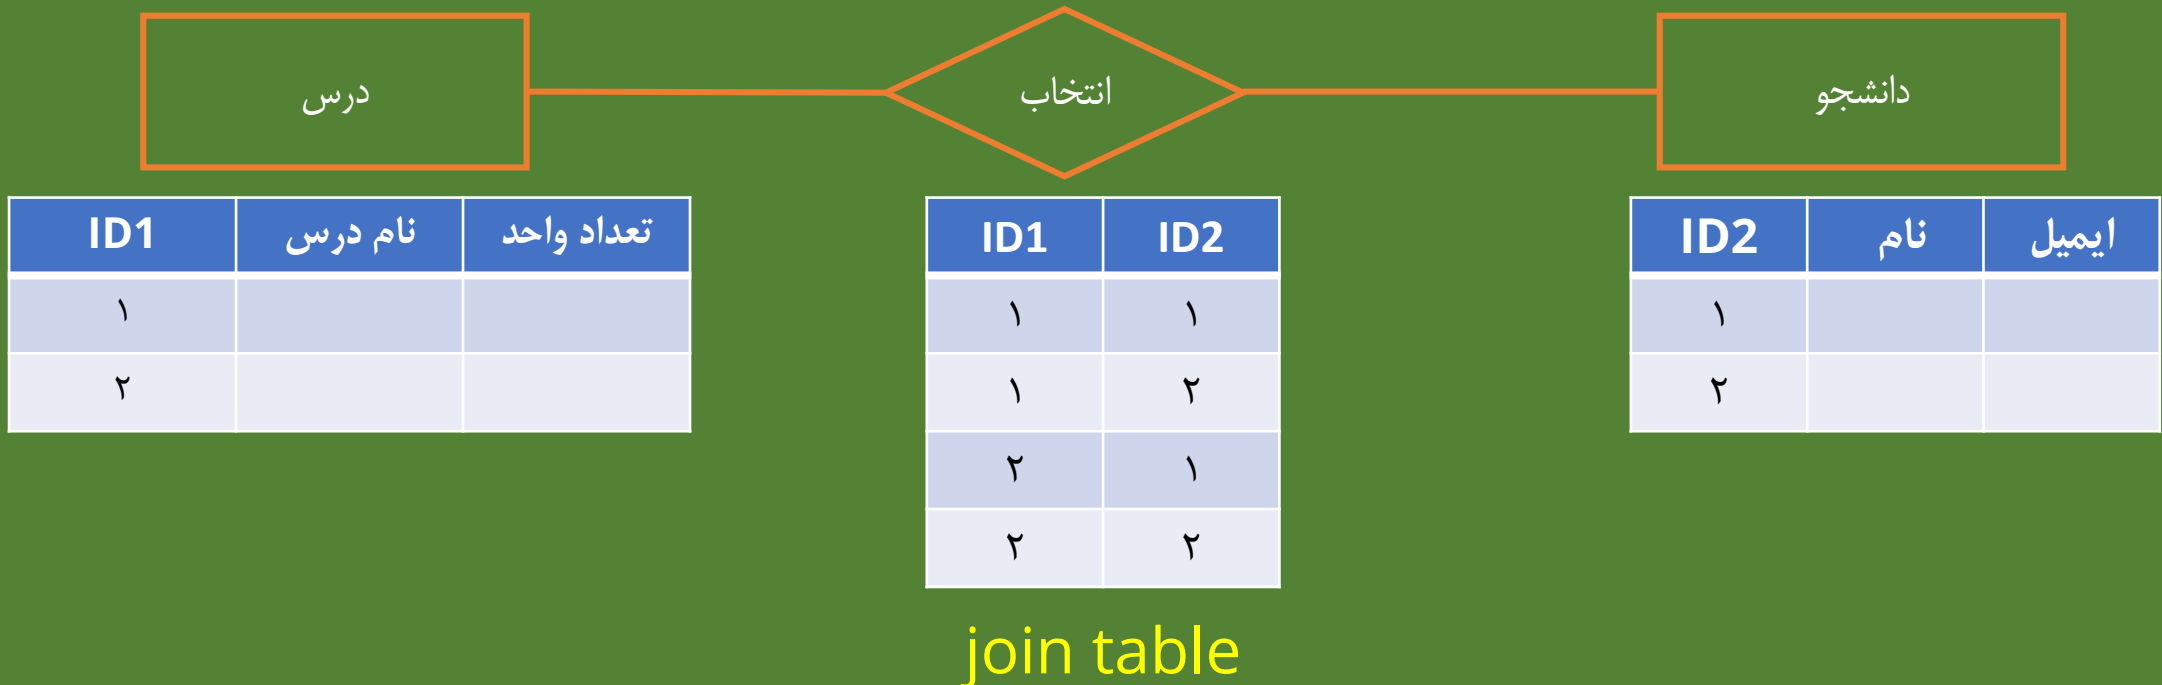 درس
انتخاب
دانشجو
ID1 نام درس تعداد واحد
۱
۲
ID1 ID2
۱ ۱
۱ ۲
۲ ۱
۲ ۲
ID2 نام ایمیل
۱
۲
join table